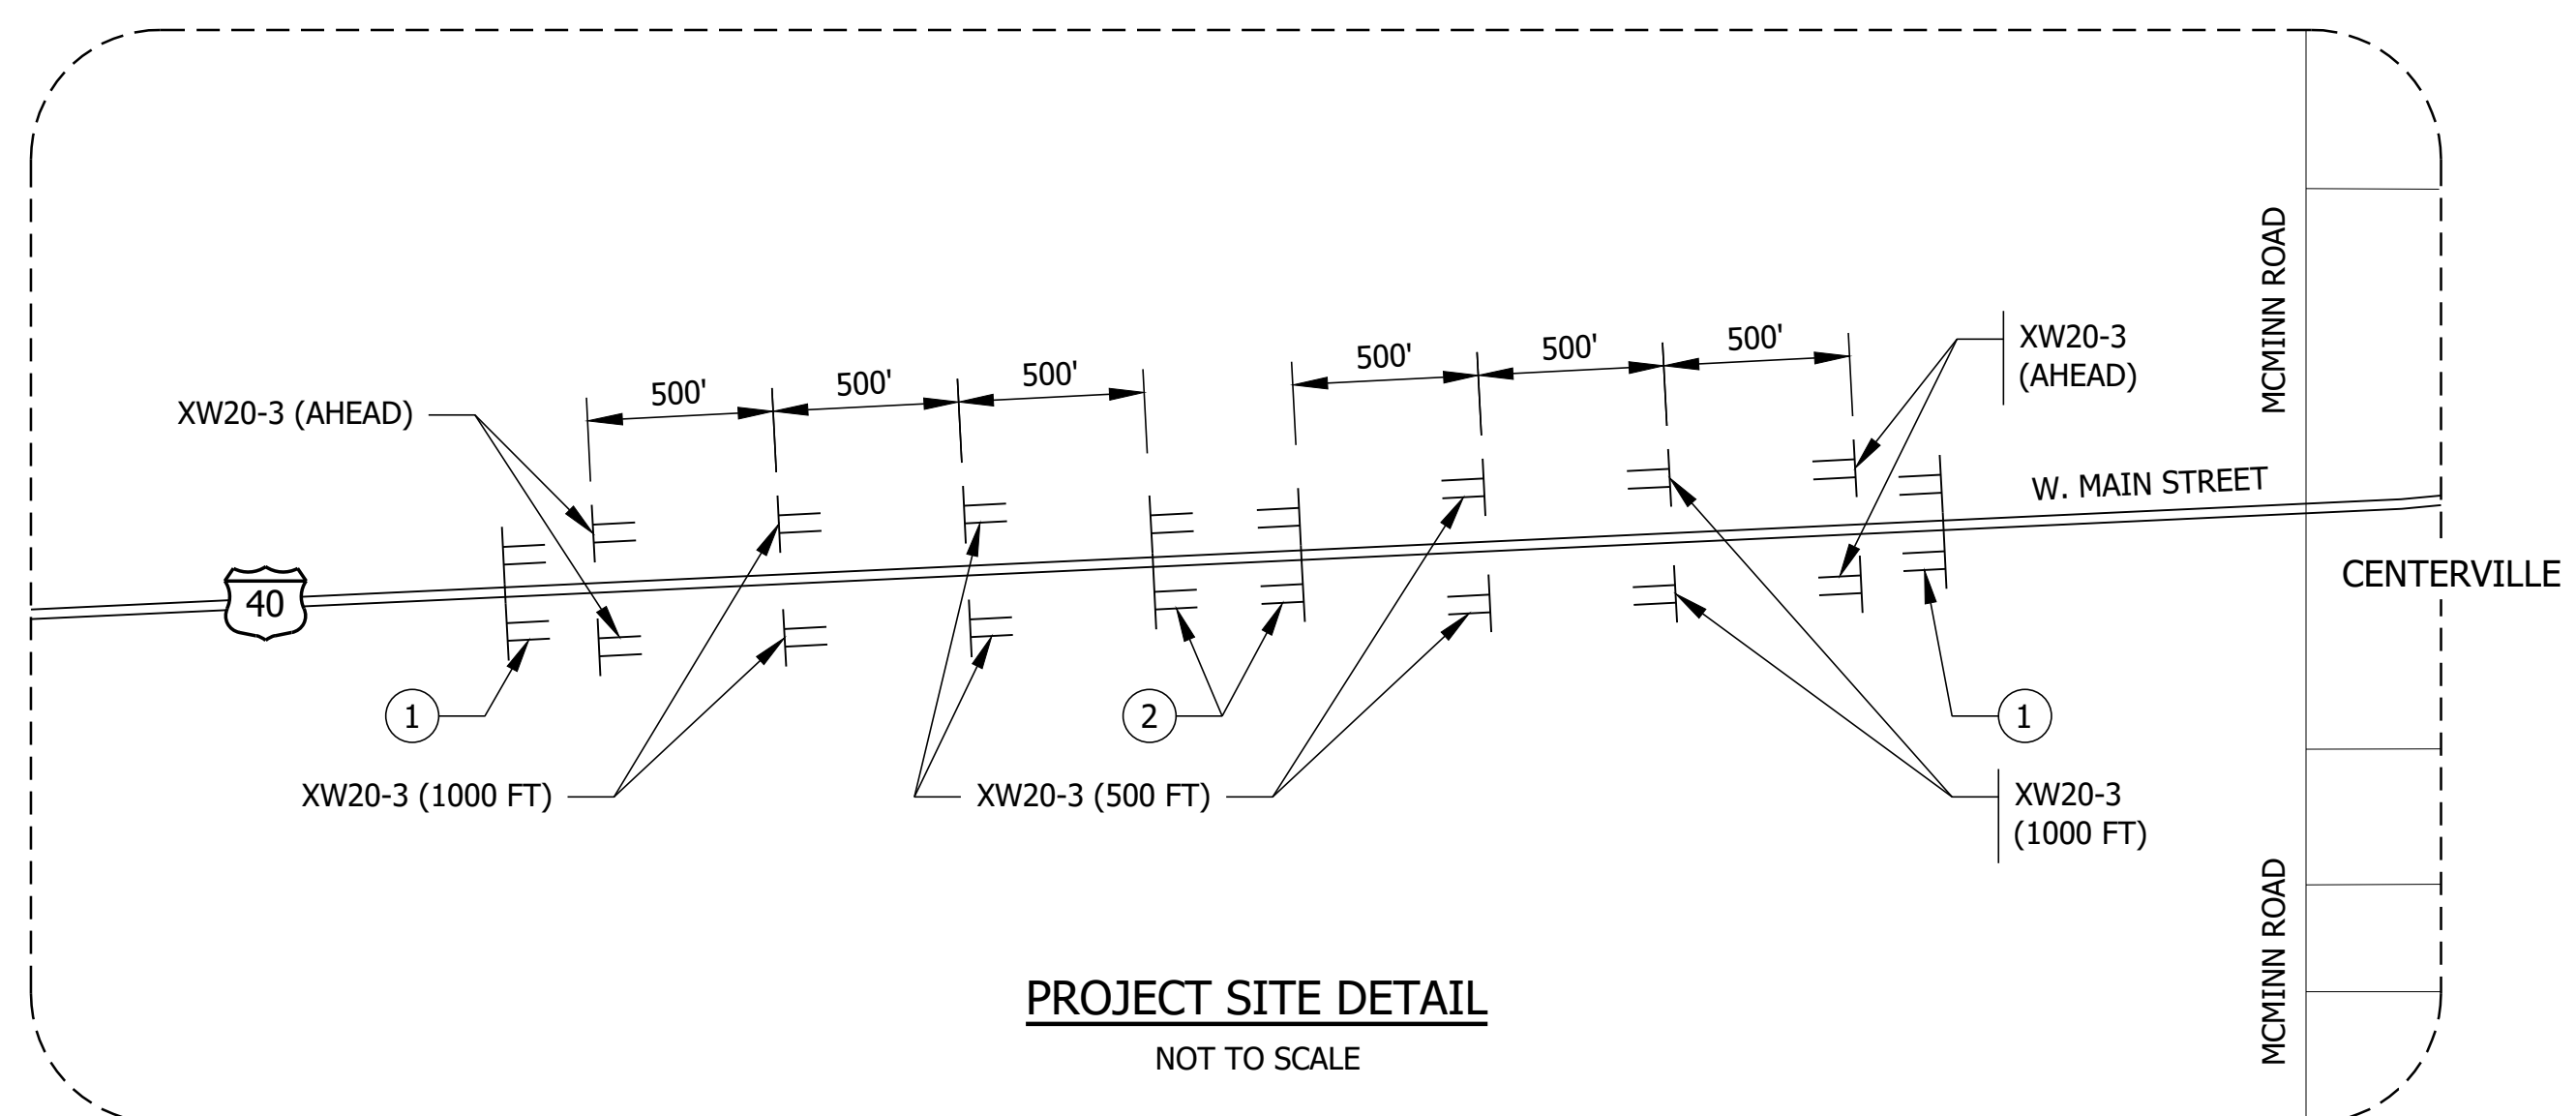 MCMINN ROAD
500'
500'
500'
500'
500'
500'
XW20-3 (AHEAD)
XW20-3
(AHEAD)
W. MAIN STREET
40
CENTERVILLE
1
2
1
XW20-3 (1000 FT)
XW20-3 (500 FT)
XW20-3
(1000 FT)
MCMINN ROAD
PROJECT SITE DETAIL
NOT TO SCALE